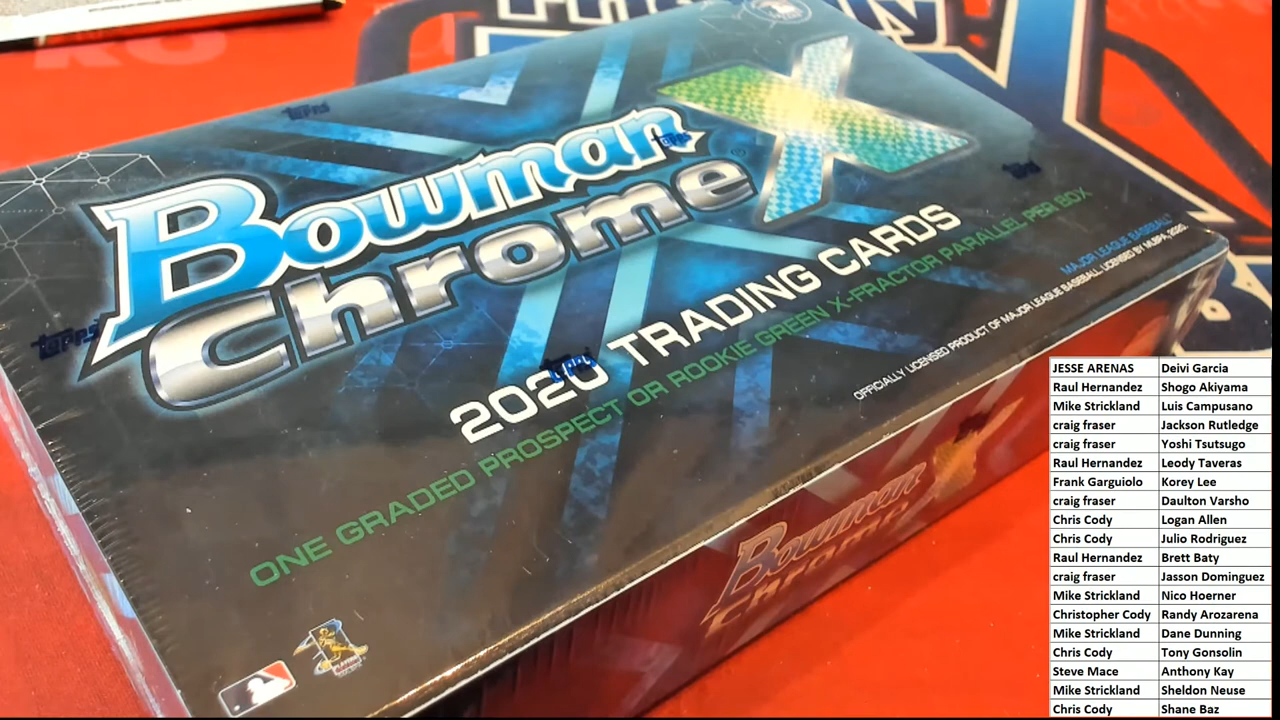 Bowman
Chrome®
X
2020 TRADING CARDS
ONE GRADED PROSPECT OR ROOKIE GREEN X-FRACTOR PARALLEL PER BOX
MAJOR LEAGUE BASEBALL
OFFICIALLY LICENSED PRODUCT OF MAJOR LEAGUE BASEBALL. LICENSED BY MLBPA, 2020.
topps
topps
topps
topps
topps
Bowman
Chrome
JESSE ARENAS Deivi Garcia
Raul Hernandez Shogo Akiyama
Mike Strickland Luis Campusano
craig fraser Jackson Rutledge
craig fraser Yoshi Tsutsugo
Raul Hernandez Leody Taveras
Frank Garguiolo Korey Lee
craig fraser Daulton Varsho
Chris Cody Logan Allen
Chris Cody Julio Rodriguez
Raul Hernandez Brett Baty
craig fraser Jasson Dominguez
Mike Strickland Nico Hoerner
Christopher Cody Randy Arozarena
Mike Strickland Dane Dunning
Chris Cody Tony Gonsolin
Steve Mace Anthony Kay
Mike Strickland Sheldon Neuse
Chris Cody Shane Baz